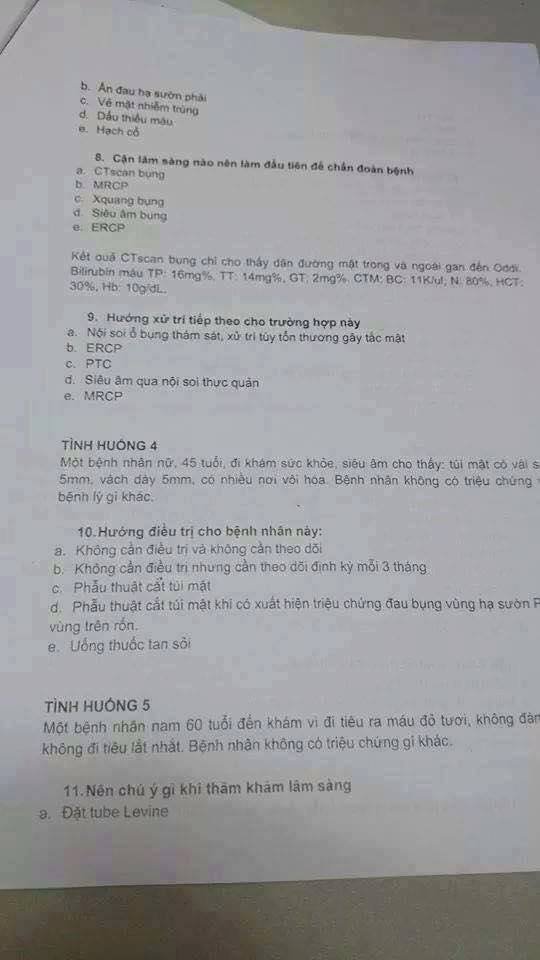 b. Ấn đau hạ sườn phải
c. Vẻ mặt nhiễm trùng
d. Dấu thiếu máu
e. Hạch cổ
8. Cận lâm sàng nào nên làm đầu tiên để chẩn đoán bệnh
a. CTscan bụng
b. MRCP
c. Xquang bụng
d. Siêu âm bụng
e. ERCP
Kết quả CTscan bụng chỉ cho thấy dãn đường mật trong và ngoài gan đến Oddi.
Bilirubin máu TP: 16mg%, TT: 14mg%, GT: 2mg%. CTM: BC: 11K/ul; N: 80%, HCT:
30%, Hb: 10g/dL.
9. Hướng xử trí tiếp theo cho trường hợp này
a. Nội soi ổ bụng thám sát, xử trí tùy tổn thương gây tắc mật
b. ERCP
c. PTC
d. Siêu âm qua nội soi thực quản
e. MRCP
TÌNH HUỐNG 4
Một bệnh nhân nữ, 45 tuổi, đi khám sức khỏe, siêu âm cho thấy: túi mật có vài s
5mm, vách dày 5mm, có nhiều nơi vôi hóa. Bệnh nhân không có triệu chứng
bệnh lý gì khác.
10. Hướng điều trị cho bệnh nhân này:
a. Không cần điều trị và không cần theo dõi
b. Không cần điều trị nhưng cần theo dõi định kỳ mỗi 3 tháng
c. Phẫu thuật cắt túi mật
d. Phẫu thuật cắt túi mật khi có xuất hiện triệu chứng đau bụng vùng hạ sườn P
vùng trên rốn.
e. Uống thuốc tan sỏi
TÌNH HUỐNG 5
Một bệnh nhân nam 60 tuổi đến khám vì đi tiêu ra máu đỏ tươi, không đàn
không đi tiêu lắt nhắt. Bệnh nhân không có triệu chứng gì khác.
11. Nên chú ý gì khi thăm khám lâm sàng
a. Đặt tube Levine